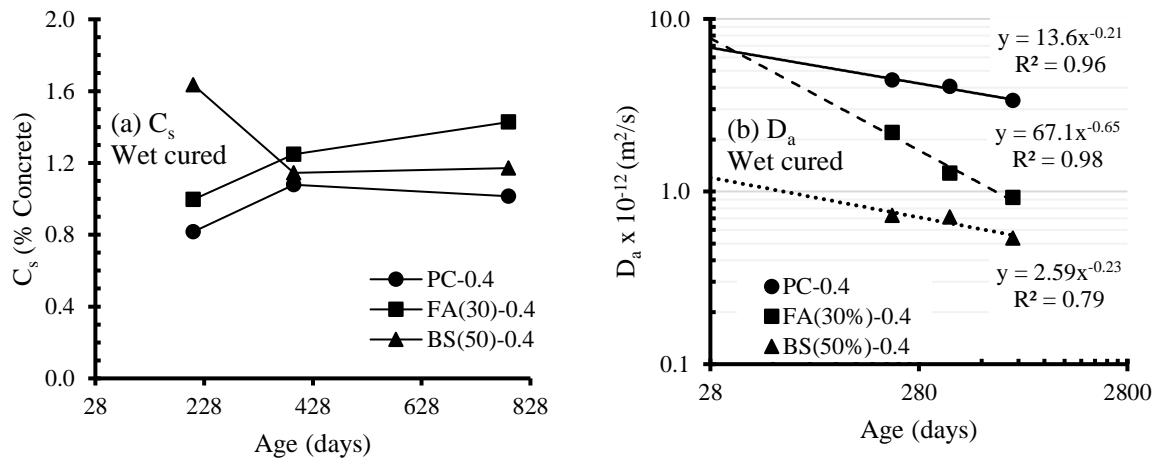 2.0
1.6
1.2
0.8
0.4
0.0
C_s (% Concrete)
(a) C_s
Wet cured
PC-0.4
FA(30)-0.4
BS(50)-0.4
28 228 428 628 828
Age (days)
10.0
1.0
0.1
D_a x 10^-12 (m^2/s)
y = 13.6x^-0.21
R² = 0.96
(b) D_a
Wet cured
y = 67.1x^-0.65
R² = 0.98
y = 2.59x^-0.23
R² = 0.79
PC-0.4
FA(30%)-0.4
BS(50%)-0.4
28 280 2800
Age (days)